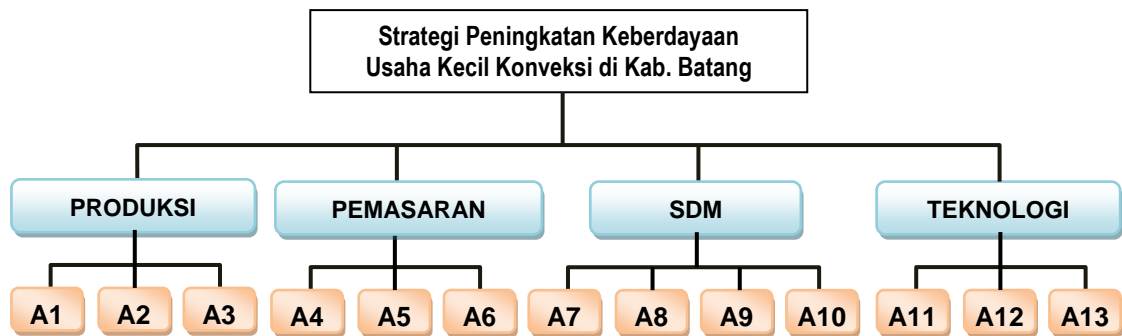 Strategi Peningkatan Keberdayaan
Usaha Kecil Konveksi di Kab. Batang
PRODUKSI PEMASARAN SDM TEKNOLOGI
A1 A2 A3 A4 A5 A6 A7 A8 A9 A10 A11 A12 A13